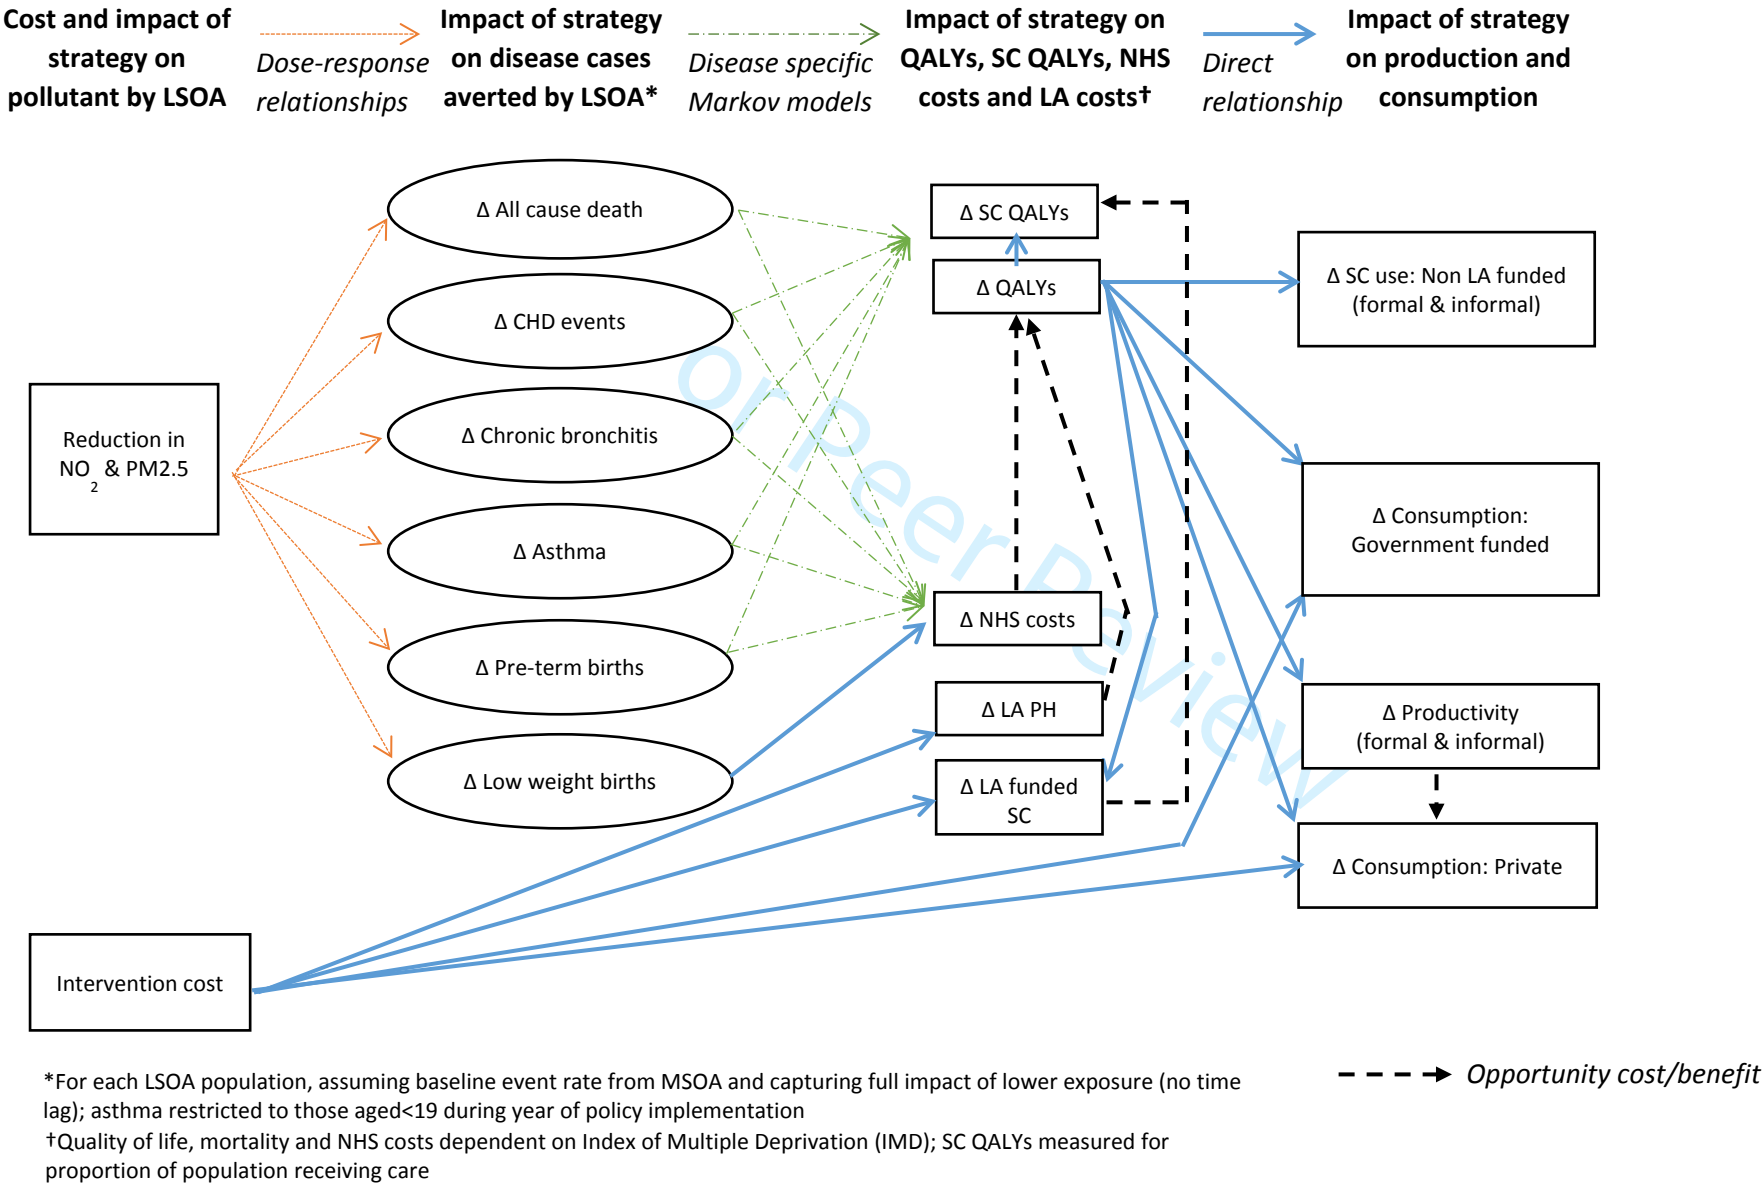 Cost and impact of
strategy on
pollutant by LSOA
Dose-response
relationships
Impact of strategy
on disease cases
averted by LSOA*
Disease specific
Markov models
Impact of strategy on
QALYs, SC QALYs, NHS
costs and LA costs†
Direct
relationship
Impact of strategy
on production and
consumption
Reduction in
NO2 & PM2.5
Intervention cost
Δ All cause death
Δ CHD events
Δ Chronic bronchitis
Δ Asthma
Δ Pre-term births
Δ Low weight births
Δ SC QALYs
Δ QALYs
Δ NHS costs
Δ LA PH
Δ LA funded
SC
Δ SC use: Non LA funded
(formal & informal)
Δ Consumption:
Government funded
Δ Productivity
(formal & informal)
Δ Consumption: Private
or Peer Review
*For each LSOA population, assuming baseline event rate from MSOA and capturing full impact of lower exposure (no time
lag); asthma restricted to those aged<19 during year of policy implementation
†Quality of life, mortality and NHS costs dependent on Index of Multiple Deprivation (IMD); SC QALYs measured for
proportion of population receiving care
Opportunity cost/benefit